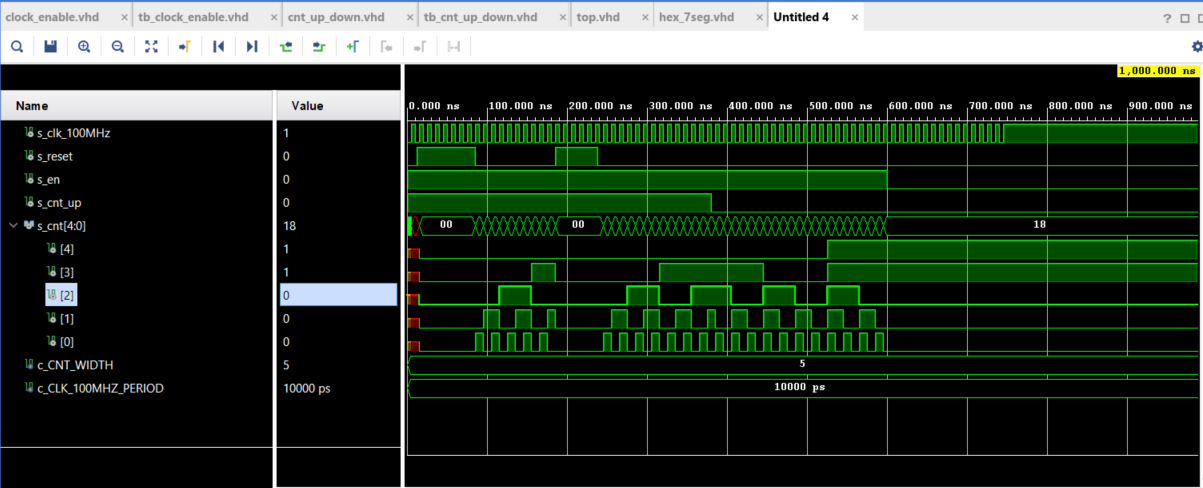 clock_enable.vhd × tb_clock_enable.vhd × cnt_up_down.vhd × tb_cnt_up_down.vhd × top.vhd × hex_7seg.vhd × Untitled 4 ×
1,000.000 ns
Name Value
0.000 ns 100.000 ns 200.000 ns 300.000 ns 400.000 ns 500.000 ns 600.000 ns 700.000 ns 800.000 ns 900.000 ns
s_clk_100MHz 1
s_reset 0
s_en 0
s_cnt_up 0
s_cnt[4:0] 18 00 00 18
[4] 1
[3] 1
[2] 0
[1] 0
[0] 0
c_CNT_WIDTH 5 5
c_CLK_100MHZ_PERIOD 10000 ps 10000 ps